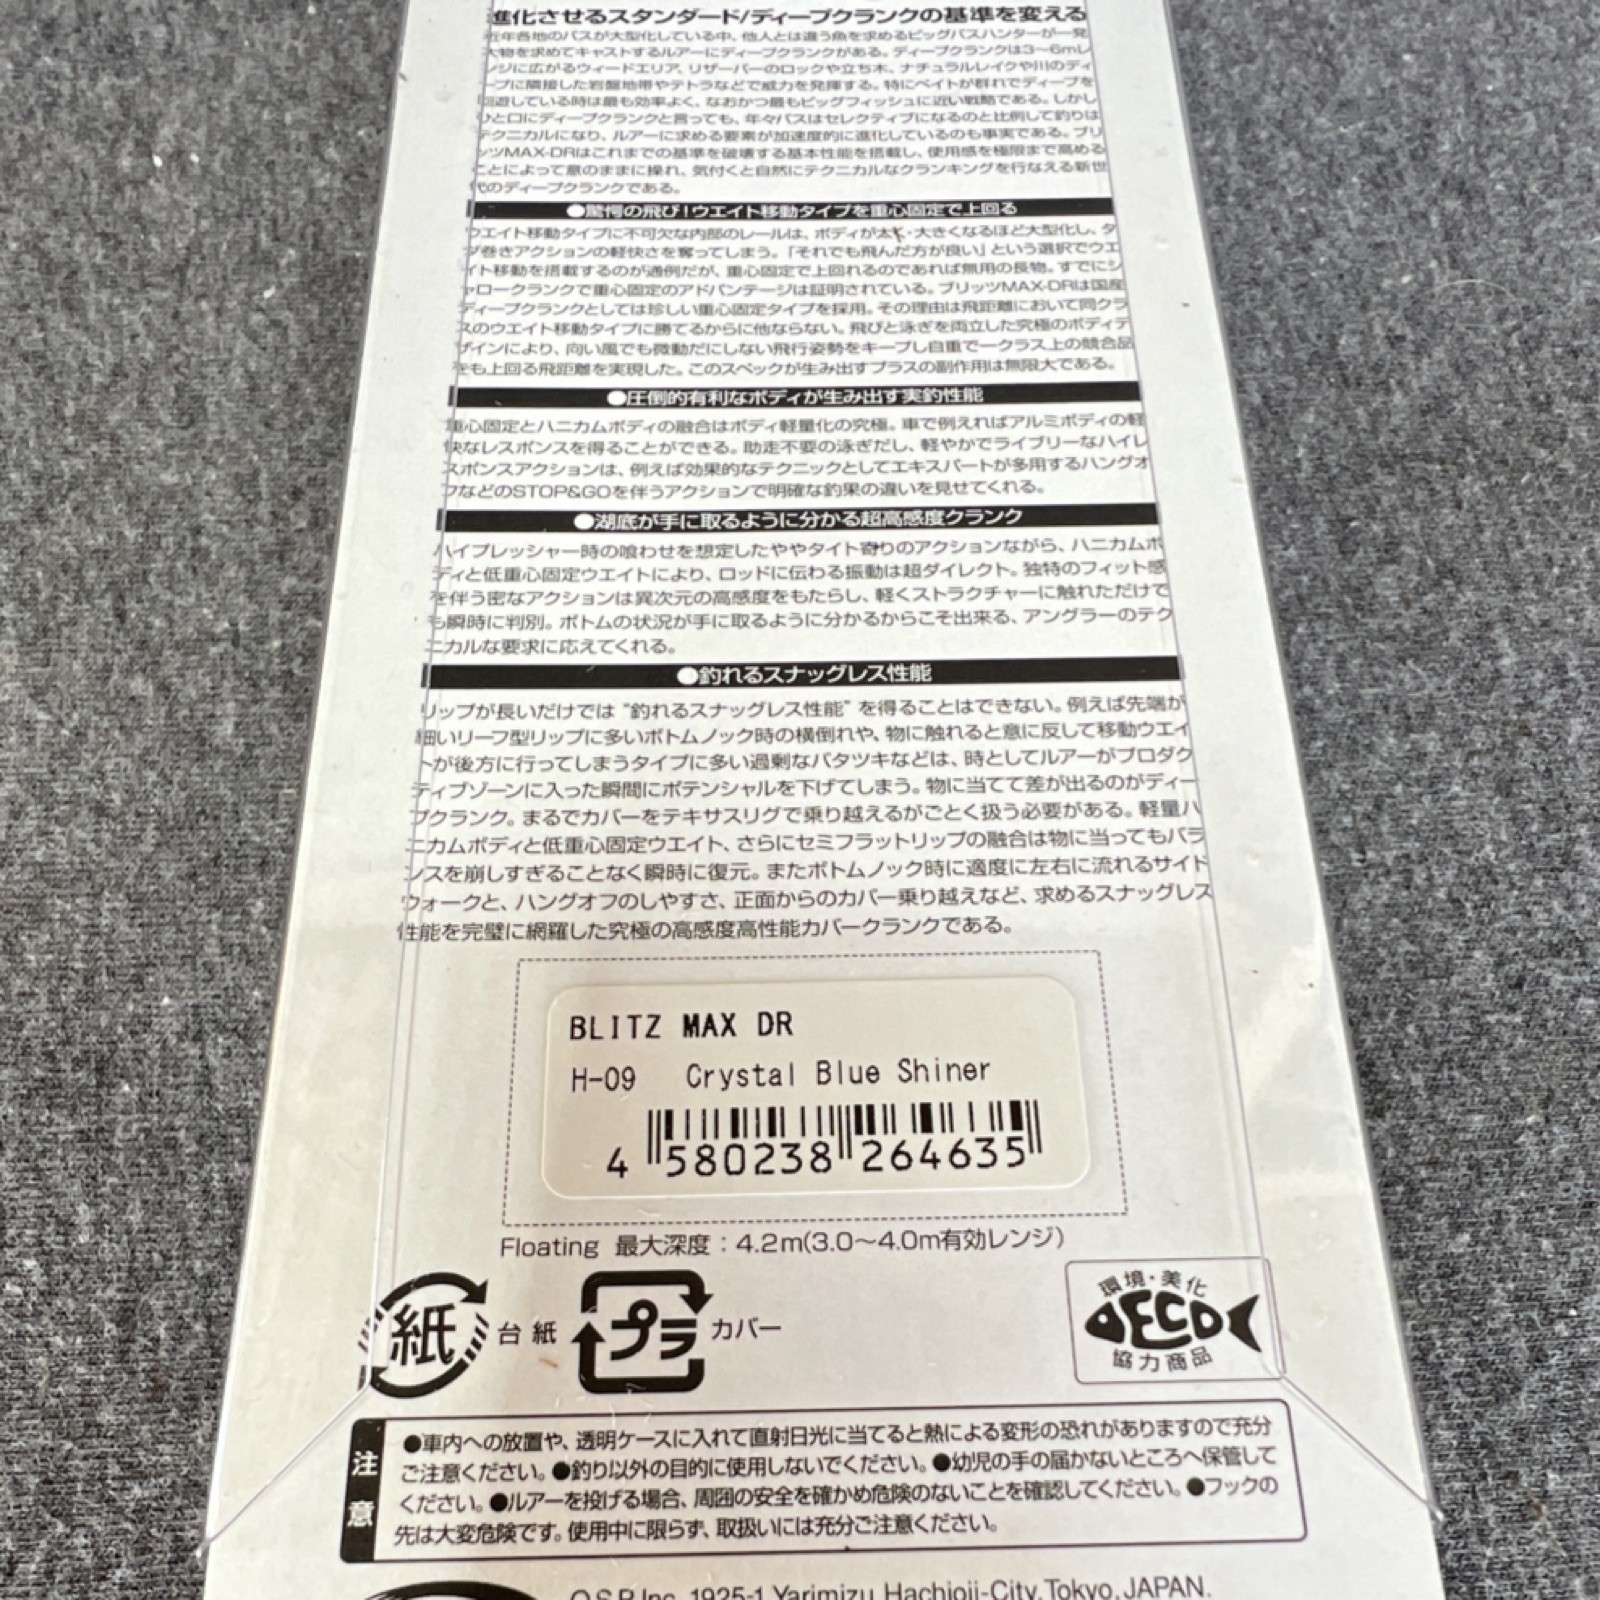 進化させるスタンダード/ディープクランクの基準を変える
近年各地のバスが大型化している中、他人とは違う魚を求めるビッグバスハンターが一発
大物を求めてキャストするルアーにディープクランクがある。ディープクランクは3〜6mレ
ンジに広がるウィードエリア、リザーバーのロックや立ち木、ナチュラルレイクや川のディ
ープに隣接した岩盤地帯やテトラなどで威力を発揮する。特にベイトが群れでディープを
回遊している時は最も効率よく、なおかつ最もビッグフィッシュに近い戦略である。しかし
ひと口にディープクランクと言っても、年々バスはセレクティブになるのと比例して釣りは
テクニカルになり、ルアーに求める要素が加速度的に進化しているのも事実である。ブリ
ッツMAX-DRはこれまでの基準を破壊する基本性能を搭載し、使用感を極限まで高める
ことによって意のままに操れ、気付くと自然にテクニカルなクランキングを行なえる新世
代のディープクランクである。
●驚愕の飛び!ウエイト移動タイプを重心固定で上回る
ウエイト移動タイプに不可欠な内部のレールは、ボディが太く・大きくなるほど大型化し、タ
ダ巻きアクションの軽快さを奪ってしまう。「それでも飛んだ方が良い」という選択でウエ
イト移動を搭載するのが通例だが、重心固定で上回れるのであれば無用の長物。すでにシ
ャロークランクで重心固定のアドバンテージは証明されている。ブリッツMAX-DRは国産
ディープクランクとしては珍しい重心固定タイプを採用。その理由は飛距離において同クラ
スのウエイト移動タイプに勝てるからに他ならない。飛びと泳ぎを両立した究極のボディデ
ザインにより、向い風でも微動だにしない飛行姿勢をキープし自重で一クラス上の競合品
をも上回る飛距離を実現した。このスペックが生み出すプラスの副作用は無限大である。
●圧倒的有利なボディが生み出す実釣性能
重心固定とハニカムボディの融合はボディ軽量化の究極。車で例えればアルミボディの軽
快なレスポンスを得ることができる。助走不要の泳ぎだし、軽やかでライブリーなハイレ
スポンスアクションは、例えば効果的なテクニックとしてエキスパートが多用するハングオ
フなどのSTOP&GOを伴うアクションで明確な釣果の違いを見せてくれる。
●湖底が手に取るように分かる超高感度クランク
ハイプレッシャー時の喰わせを想定したややタイト寄りのアクションながら、ハニカムボ
ディと低重心固定ウエイトにより、ロッドに伝わる振動は超ダイレクト。独特のフィット感
を伴う密なアクションは異次元の高感度をもたらし、軽くストラクチャーに触れただけで
も瞬時に判別。ボトムの状況が手に取るように分かるからこそ出来る、アングラーのテク
ニカルな要求に応えてくれる。
●釣れるスナッグレス性能
リップが長いだけでは“釣れるスナッグレス性能”を得ることはできない。例えば先端が
細いリーフ型リップに多いボトムノック時の横倒れや、物に触れると意に反して移動ウエイ
トが後方に行ってしまうタイプに多い過剰なバタツキなどは、時としてルアーがプロダク
ティブゾーンに入った瞬間にポテンシャルを下げてしまう。物に当てて差が出るのがディー
プクランク。まるでカバーをテキサスリグで乗り越えるがごとく扱う必要がある。軽量ハ
ニカムボディと低重心固定ウエイト、さらにセミフラットリップの融合は物に当ってもバラ
ンスを崩しすぎることなく瞬時に復元。またボトムノック時に適度に左右に流れるサイド
ウォークと、ハングオフのしやすさ、正面からのカバー乗り越えなど、求めるスナッグレス
性能を完璧に網羅した究極の高感度高性能カバークランクである。
BLITZ MAX DR
H-09 Crystal Blue Shiner
4 580238 264635
Floating 最大深度：4.2m(3.0〜4.0m有効レンジ)
紙 台紙 プラ カバー
環境・美化
ECO
協力商品
注意
●車内への放置や、透明ケースに入れて直射日光に当てると熱による変形の恐れがありますので充分
ご注意ください。●釣り以外の目的に使用しないでください。●幼児の手の届かないところへ保管して
ください。●ルアーを投げる場合、周囲の安全を確かめ危険のないことを確認してください。●フックの
先は大変危険です。使用中に限らず、取扱いには充分ご注意ください。
O.S.P.Inc. 1925-1 Yarimizu Hachioji-City, Tokyo, JAPAN.